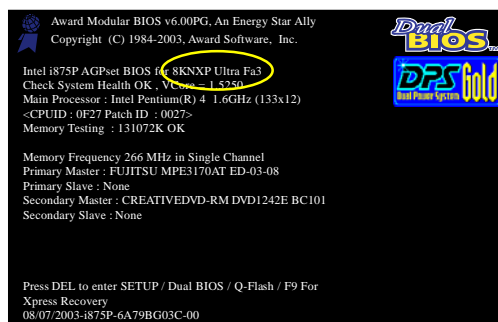 Award Modular BIOS v6.00PG, An Energy Star Ally
Copyright (C) 1984-2003, Award Software, Inc.
Dual
BIOS
DPS Gold
Dual Power System
Intel i875P AGPset BIOS for 8KNXP Ultra Fa3
Check System Health OK , VCore = 1.5250
Main Processor : Intel Pentium(R) 4 1.6GHz (133x12)
<CPUID : 0F27 Patch ID : 0027>
Memory Testing : 131072K OK
Memory Frequency 266 MHz in Single Channel
Primary Master : FUJITSU MPE3170AT ED-03-08
Primary Slave : None
Secondary Master : CREATIVEDVD-RM DVD1242E BC101
Secondary Slave : None
Press DEL to enter SETUP / Dual BIOS / Q-Flash / F9 For
Xpress Recovery
08/07/2003-i875P-6A79BG03C-00